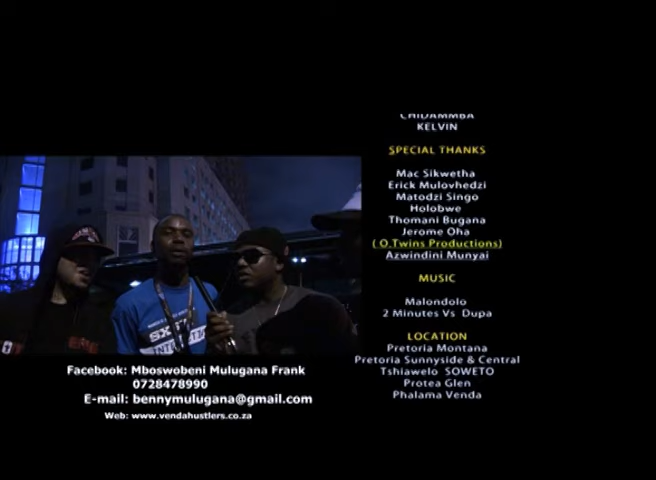 CHIDAMMBA
KELVIN
SPECIAL THANKS
Mac Sikwetha
Erick Mulovhedzi
Matodzi Singo
Holobwe
Thomani Bugana
Jerome Oha
( O.Twins Productions)
Azwindini Munyai
MUSIC
Malondolo
2 Minutes Vs Dupa
LOCATION
Pretoria Montana
Pretoria Sunnyside & Central
Tshiawelo SOWETO
Protea Glen
Phalama Venda
Facebook: Mboswobeni Mulugana Frank
0728478990
E-mail: bennymulugana@gmail.com
Web: www.vendahustlers.co.za